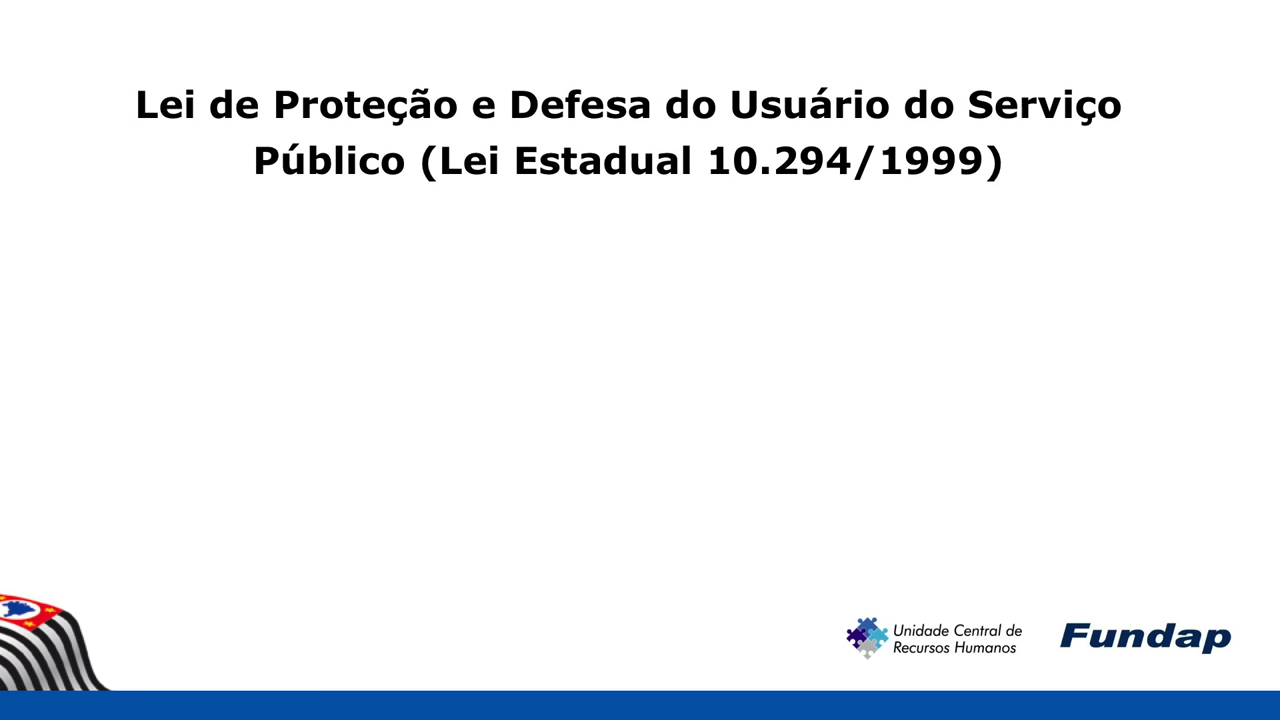 Lei de Proteção e Defesa do Usuário do Serviço
Público (Lei Estadual 10.294/1999)
Unidade Central de
Recursos Humanos
Fundap